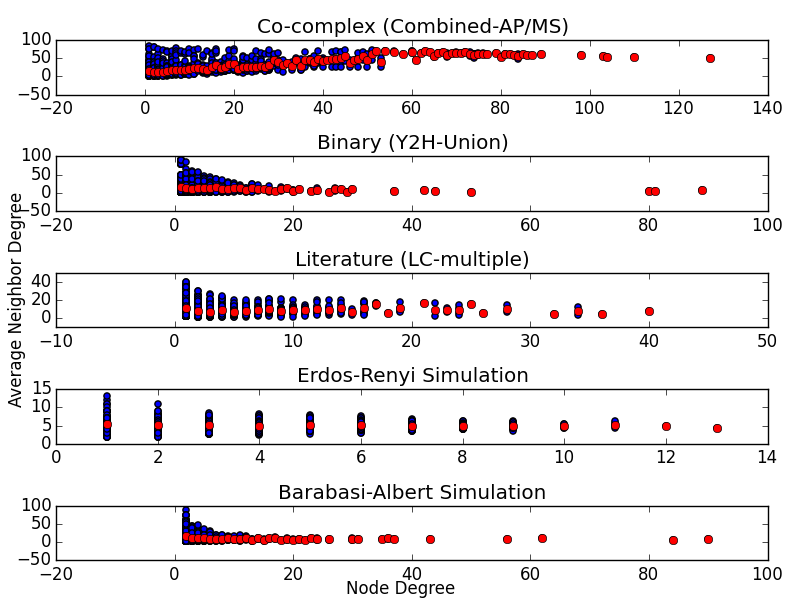 Co-complex (Combined-AP/MS)
100
50
0
−50
−20 0 20 40 60 80 100 120 140
Binary (Y2H-Union)
100
50
0
−50
−20 0 20 40 60 80 100
Average Neighbor Degree
Literature (LC-multiple)
40
20
0
−10 0 10 20 30 40 50
Erdos-Renyi Simulation
15
10
5
0
0 2 4 6 8 10 12 14
Barabasi-Albert Simulation
100
50
0
−50
−20 0 20 40 60 80 100
Node Degree